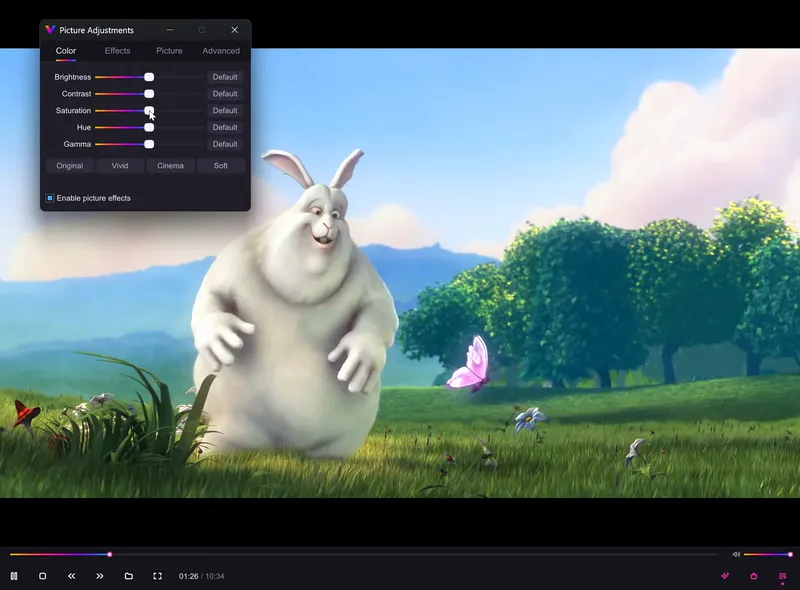 Picture Adjustments
Color Effects Picture Advanced
Brightness Default
Contrast Default
Saturation Default
Hue Default
Gamma Default
Original Vivid Cinema Soft
Enable picture effects
01:26 / 10:34